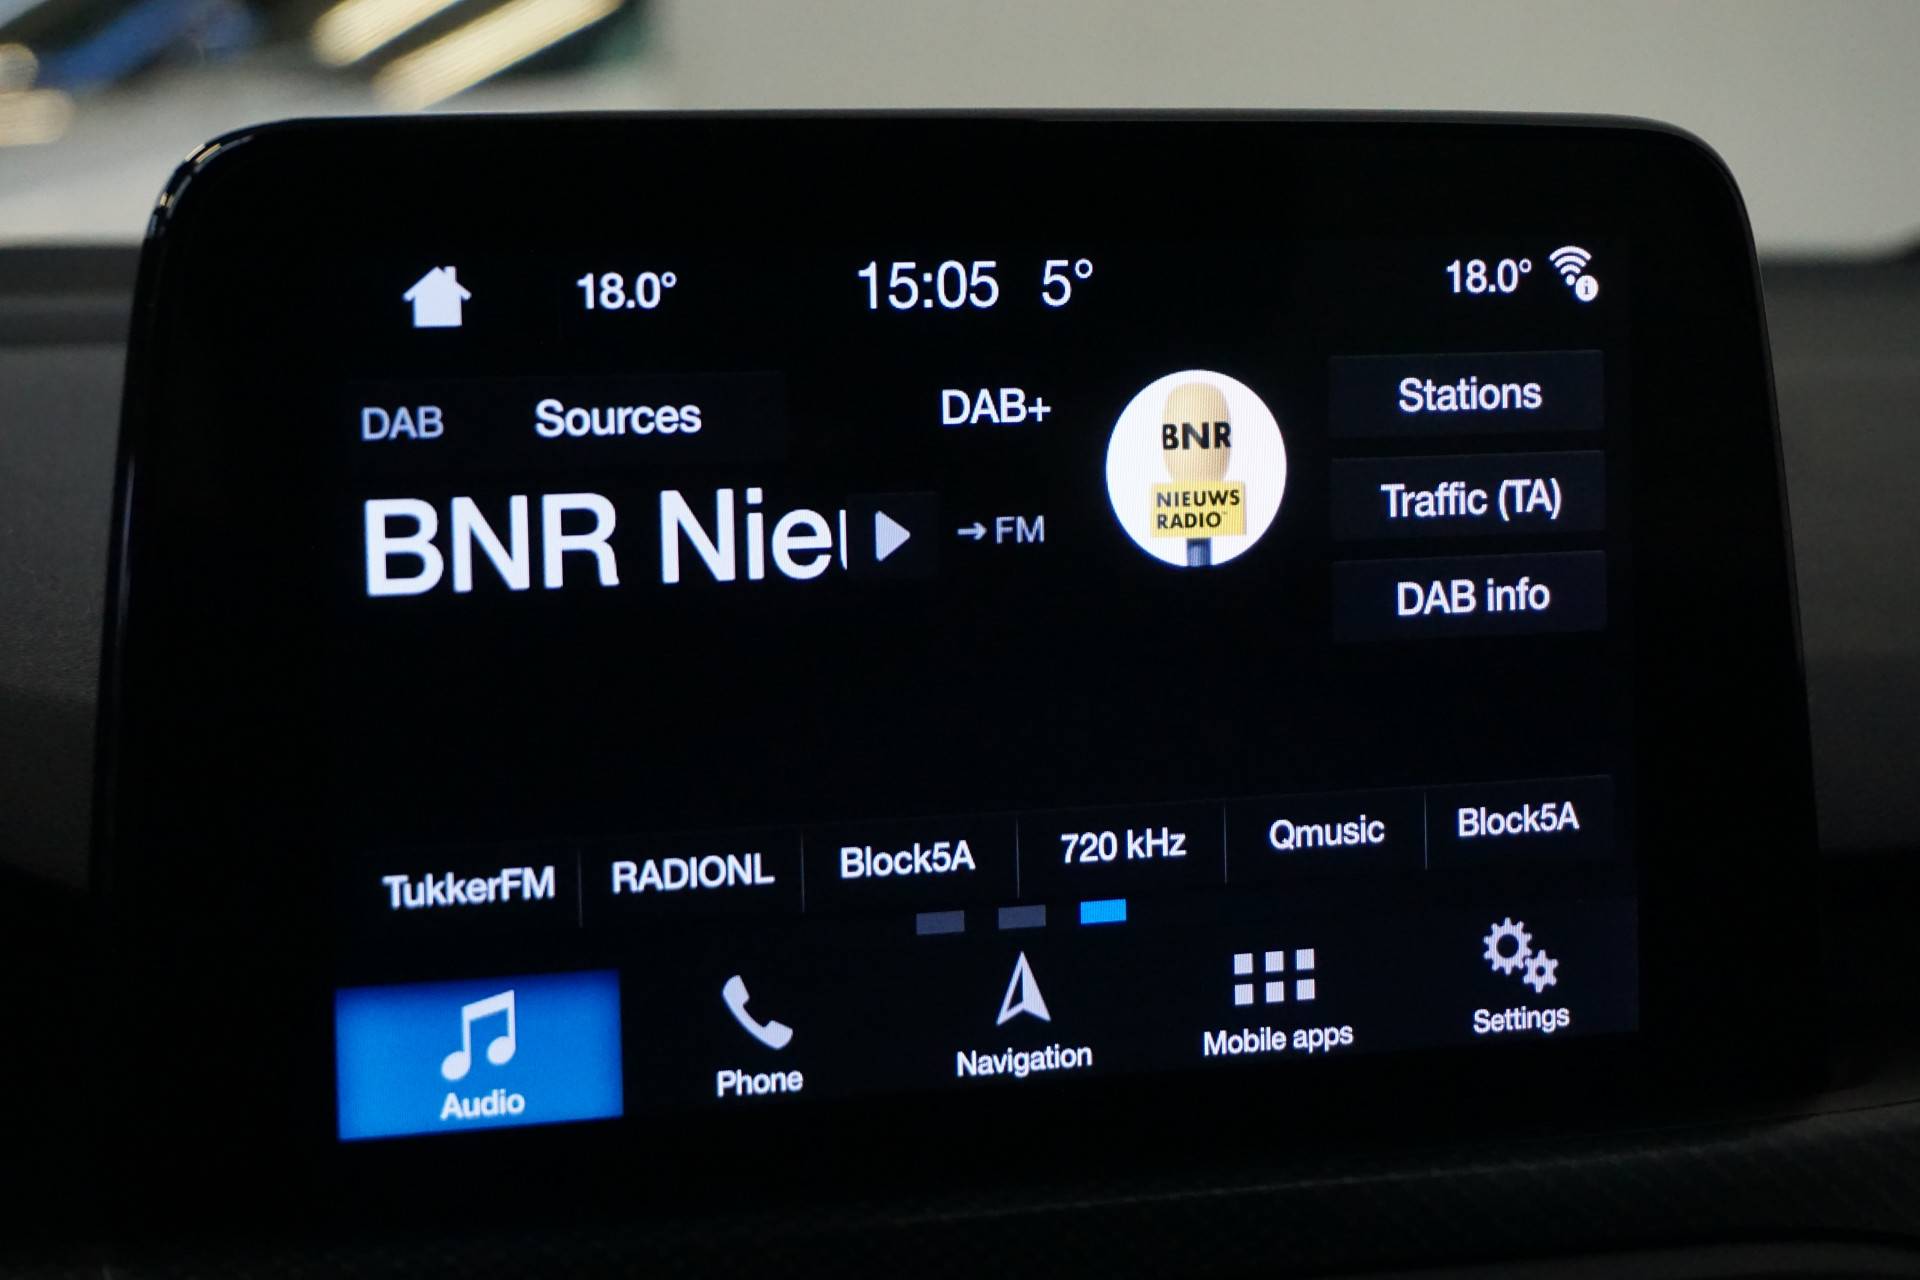 18.0° 15:05 5° 18.0°
DAB Sources DAB+ Stations
BNR
NIEUWS
RADIO™
BNR Nie → FM
Traffic (TA)
DAB info
TukkerFM RADIONL Block5A 720 kHz Qmusic Block5A
Audio Phone Navigation Mobile apps Settings